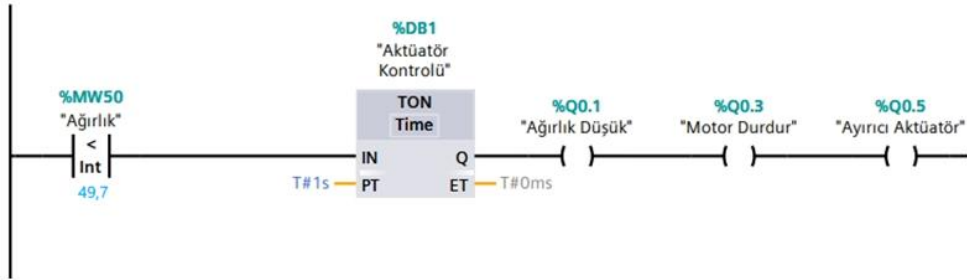 %DB1
"Aktüatör
Kontrolü"
%MW50
"Ağırlık"
<
Int
49,7
TON
Time
IN
Q
T#1s
PT
ET
T#0ms
%Q0.1
"Ağırlık Düşük"
%Q0.3
"Motor Durdur"
%Q0.5
"Ayırıcı Aktüatör"